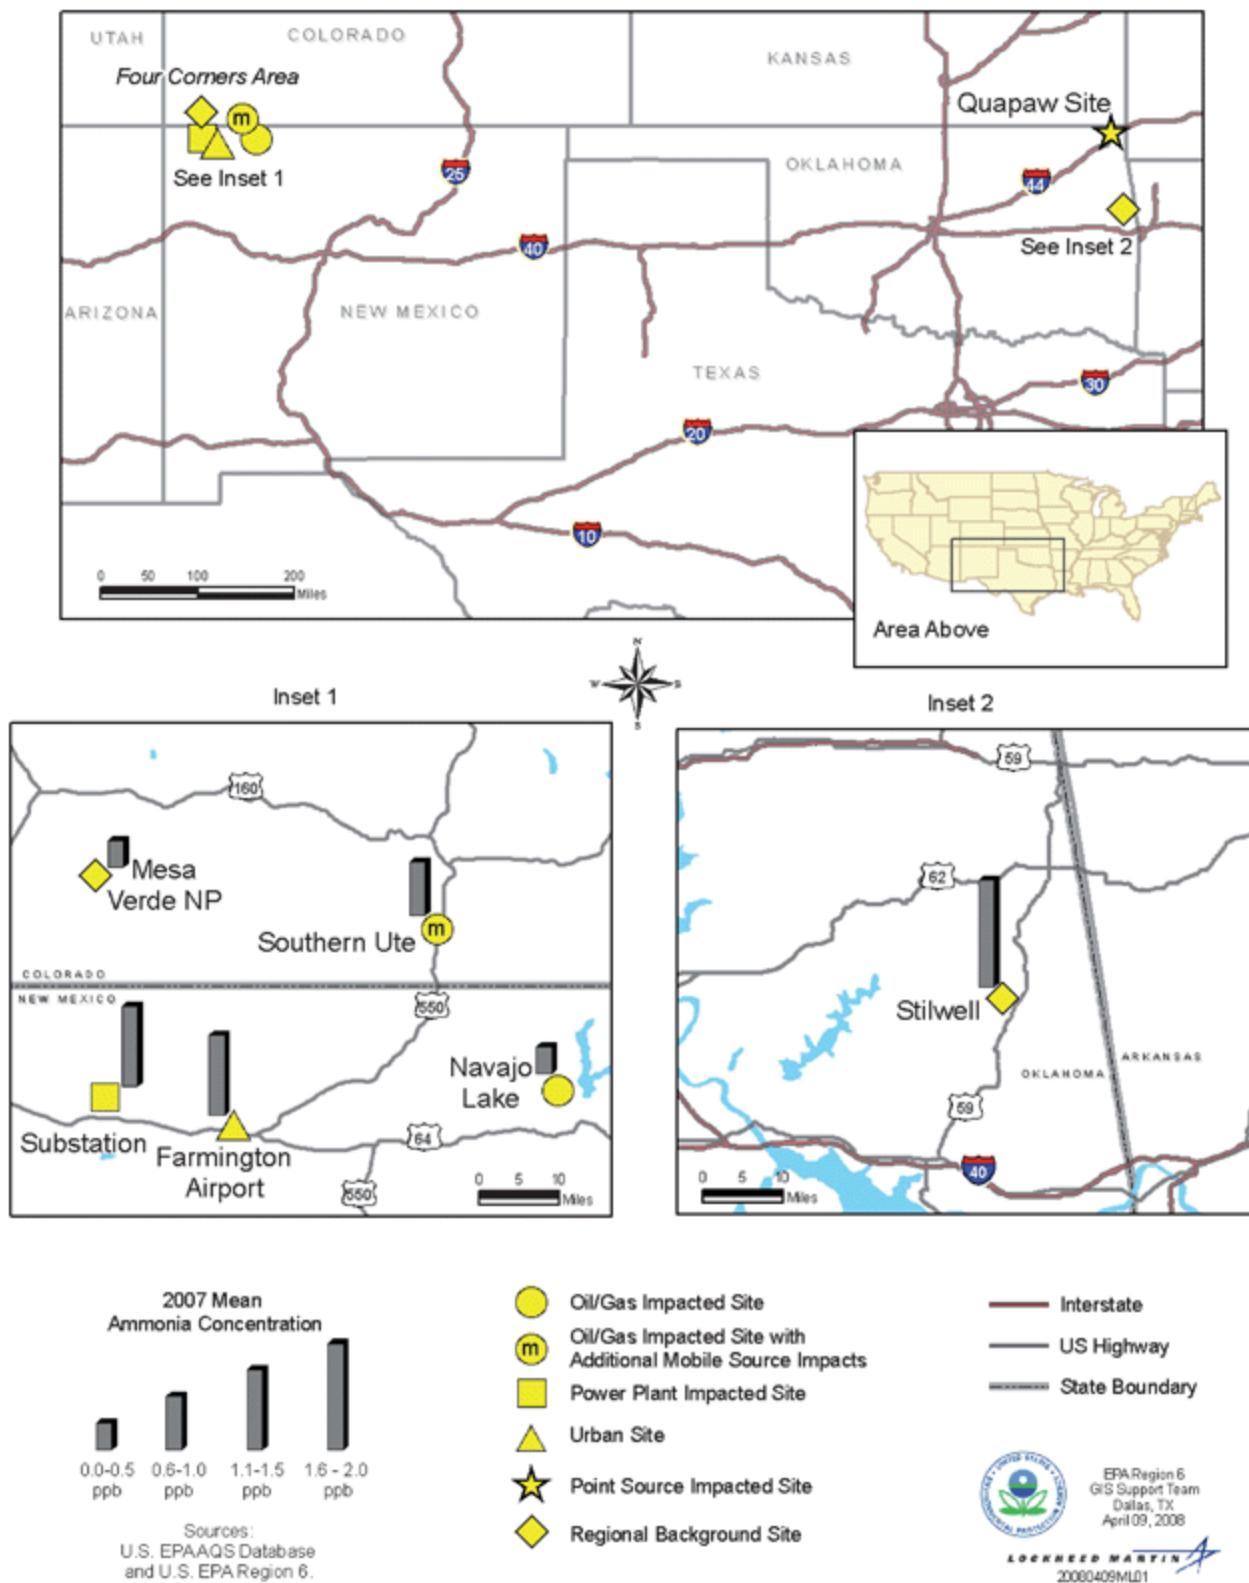 UTAH
COLORADO
KANSAS
Four Corners Area
m
Quapaw Site
See Inset 1
25
OKLAHOMA
44
40
See Inset 2
ARIZONA
NEW MEXICO
TEXAS
30
20
10
0 50 100 200
Miles
Area Above
N
W
S
S
Inset 1
Inset 2
160
Mesa
Verde NP
Southern Ute
m
COLORADO
NEW MEXICO
550
Navajo
Lake
Substation
Farmington
Airport
64
550
0 5 10
Miles
59
62
Stilwell
ARKANSAS
OKLAHOMA
59
40
0 5 10
Miles
2007 Mean
Ammonia Concentration
0.0-0.5
ppb
0.6-1.0
ppb
1.1-1.5
ppb
1.6 - 2.0
ppb
Sources:
U.S. EPAAQS Database
and U.S. EPA Region 6.
Oil/Gas Impacted Site
m
Oil/Gas Impacted Site with
Additional Mobile Source Impacts
Power Plant Impacted Site
Urban Site
Point Source Impacted Site
Regional Background Site
Interstate
US Highway
State Boundary
UNITED STATES
ENVIRONMENTAL PROTECTION AGENCY
EPA Region 6
GIS Support Team
Dallas, TX
April 09, 2008
LOCKHEED MARTIN
20080409ML01